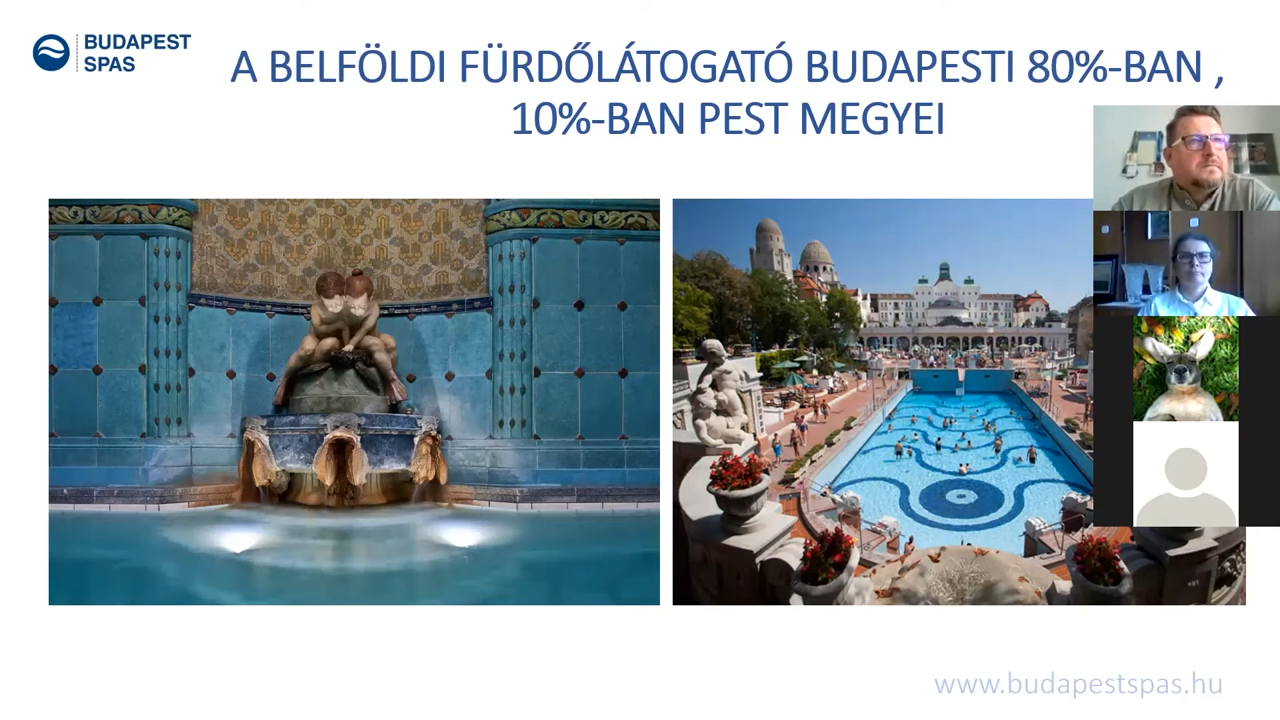 BUDAPEST
SPAS
A BELFÖLDI FÜRDŐLÁTOGATÓ BUDAPESTI 80%-BAN ,
10%-BAN PEST MEGYEI
www.budapestspas.hu